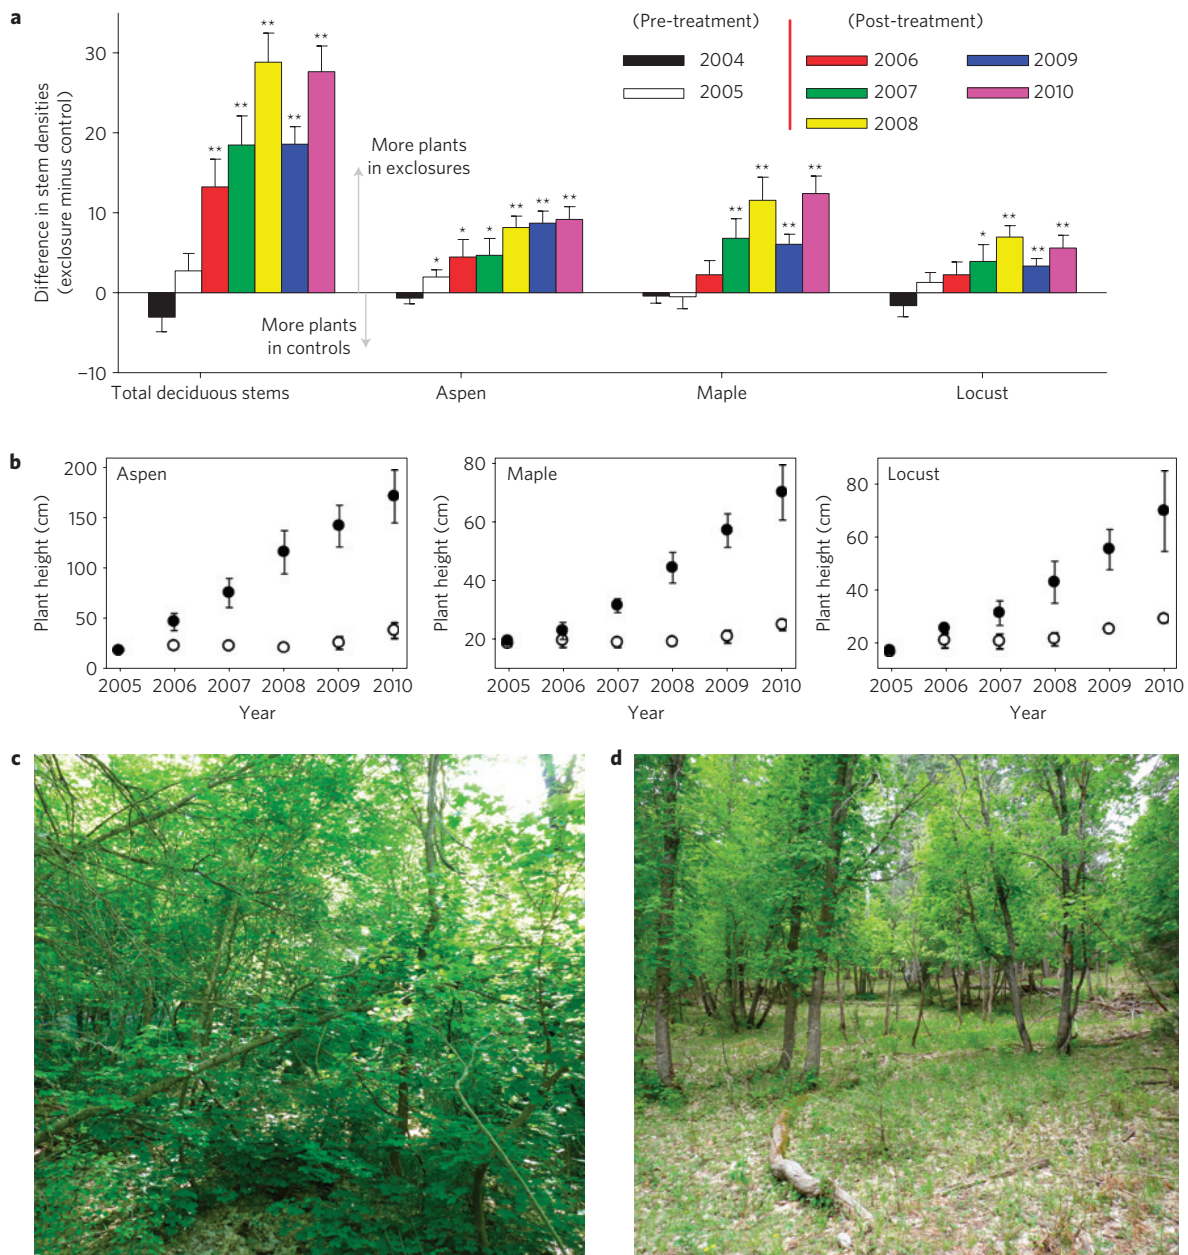 a
(Pre-treatment)
(Post-treatment)
2004
2005
2006
2007
2008
2009
2010
Difference in stem densities
(exclosure minus control)
30
20
10
0
−10
** ** ** ** **
* * * ** ** **
** ** ** **
* ** ** **
More plants
in exclosures
More plants
in controls
Total deciduous stems
Aspen
Maple
Locust
b
Aspen
Plant height (cm)
200
150
100
50
0
2005 2006 2007 2008 2009 2010
Year
Maple
Plant height (cm)
80
60
40
20
2005 2006 2007 2008 2009 2010
Year
Locust
Plant height (cm)
80
60
40
20
2005 2006 2007 2008 2009 2010
Year
c
d